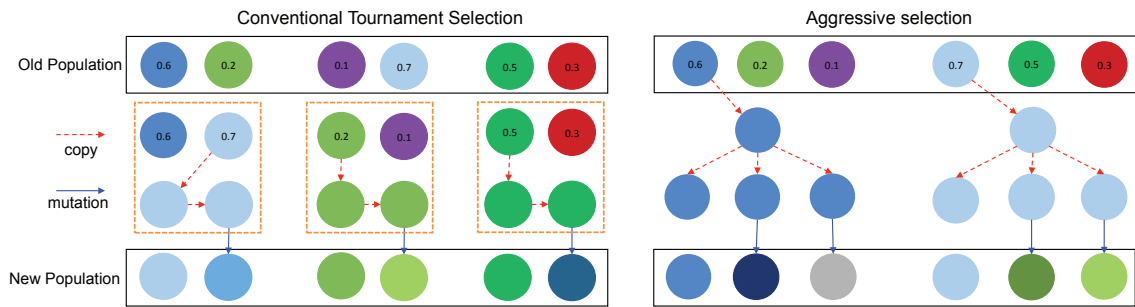 Conventional Tournament Selection
Aggressive selection
Old Population
0.6 0.2 0.1 0.7 0.5 0.3
0.6 0.2 0.1 0.7 0.5 0.3
0.6 0.7 0.2 0.1 0.5 0.3
copy
mutation
New Population